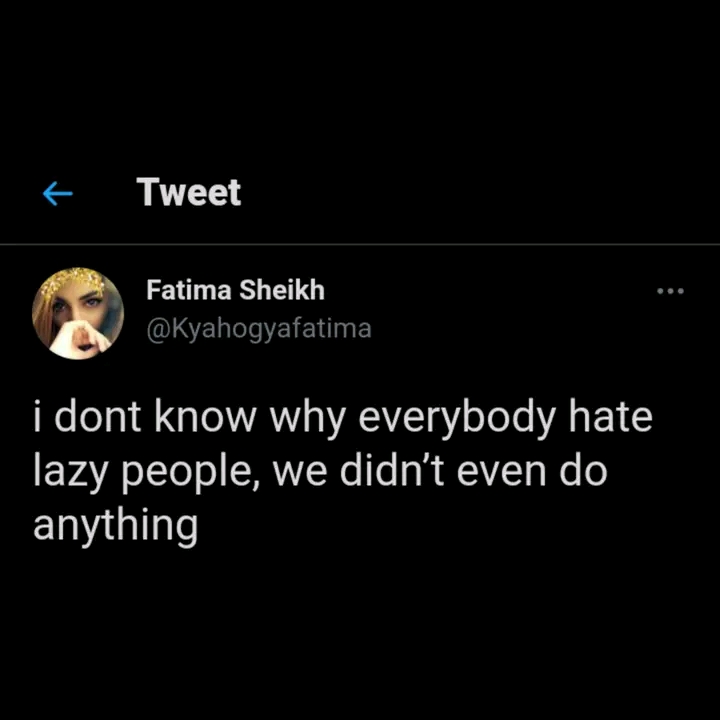 Tweet
Fatima Sheikh
@Kyahogyafatima
i dont know why everybody hate
lazy people, we didn’t even do
anything